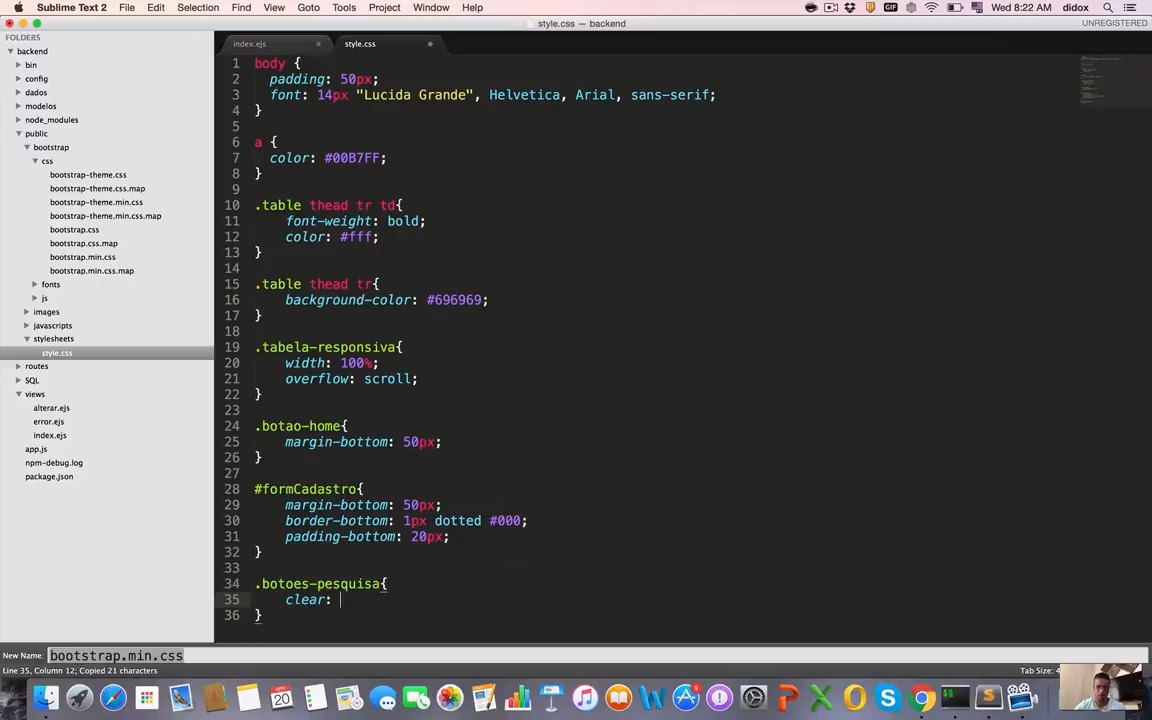 Sublime Text 2 File Edit Selection Find View Goto Tools Project Window Help GIF Wed 8:22 AM didox
style.css — backend UNREGISTERED
FOLDERS
backend
bin
config
dados
modelos
node_modules
public
bootstrap
css
bootstrap-theme.css
bootstrap-theme.css.map
bootstrap-theme.min.css
bootstrap-theme.min.css.map
bootstrap.css
bootstrap.css.map
bootstrap.min.css
bootstrap.min.css.map
fonts
js
images
javascripts
stylesheets
style.css
routes
SQL
views
alterar.ejs
error.ejs
index.ejs
app.js
npm-debug.log
package.json
index.ejs style.css
1 body {
2 padding: 50px;
3 font: 14px "Lucida Grande", Helvetica, Arial, sans-serif;
4 }
5
6 a {
7 color: #00B7FF;
8 }
9
10 .table thead tr td{
11 font-weight: bold;
12 color: #fff;
13 }
14
15 .table thead tr{
16 background-color: #696969;
17 }
18
19 .tabela-responsiva{
20 width: 100%;
21 overflow: scroll;
22 }
23
24 .botao-home{
25 margin-bottom: 50px;
26 }
27
28 #formCadastro{
29 margin-bottom: 50px;
30 border-bottom: 1px dotted #000;
31 padding-bottom: 20px;
32 }
33
34 .botoes-pesquisa{
35 clear:
36 }
New Name: bootstrap.min.css
Line 35, Column 12; Copied 21 characters Tab Size: